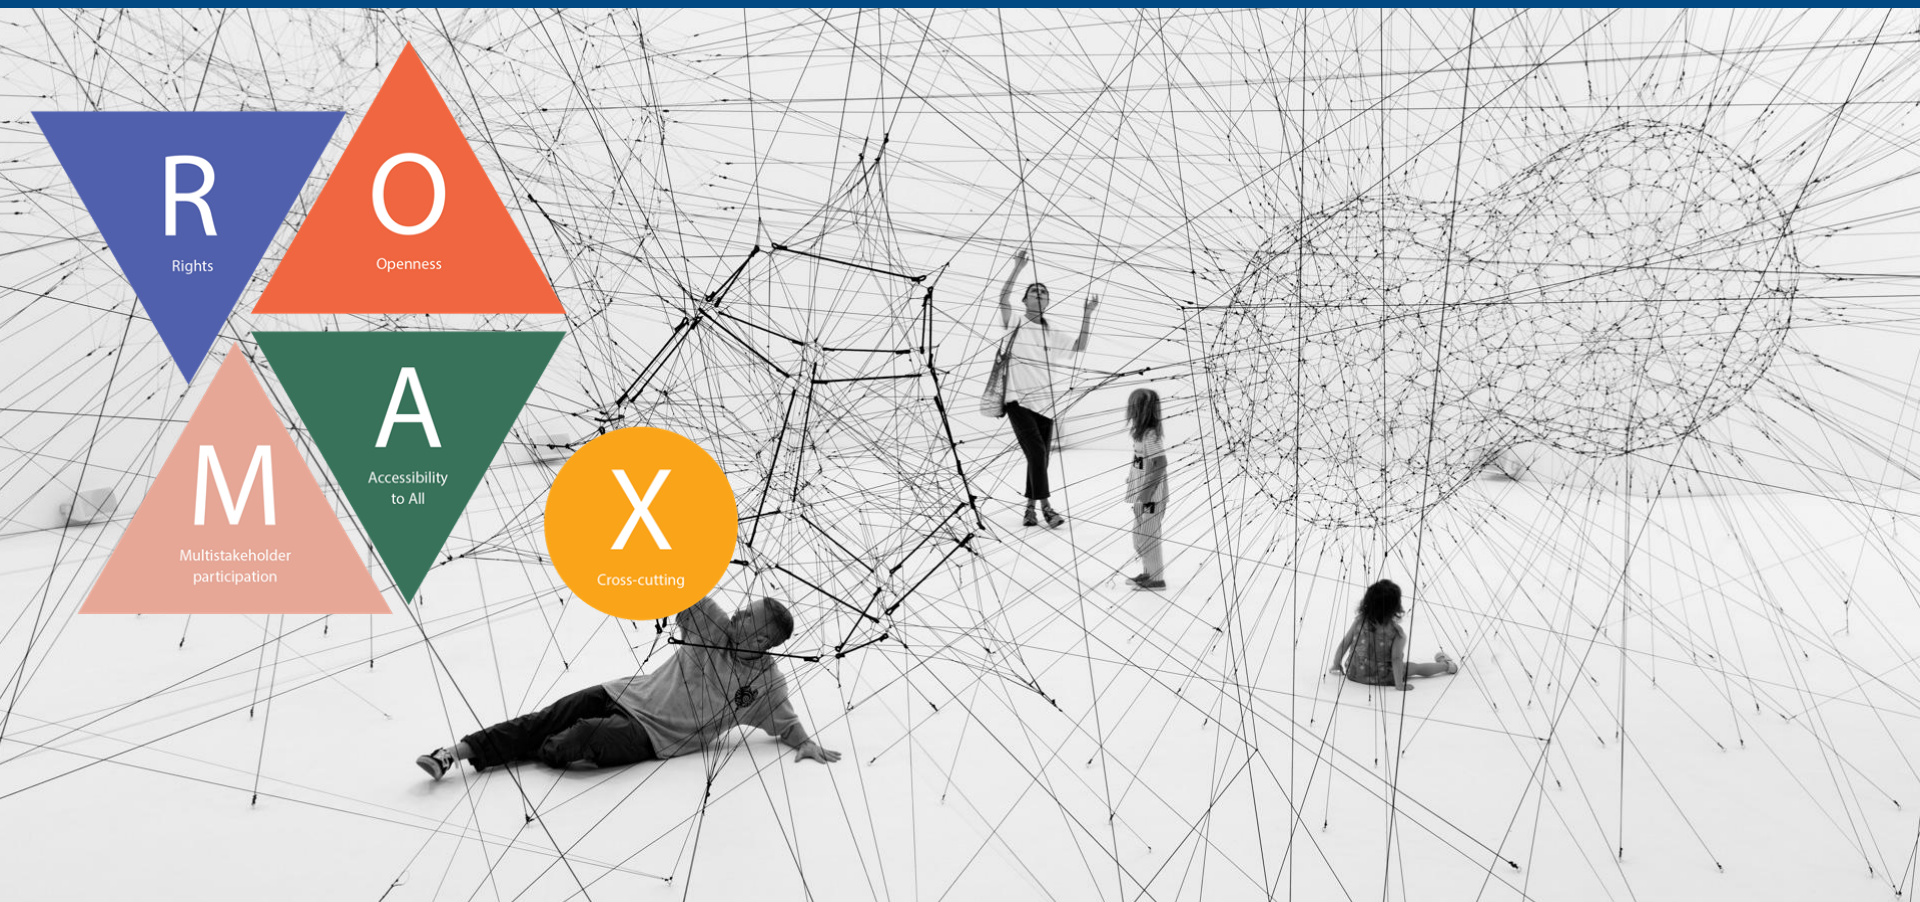 R
Rights
O
Openness
M
Multistakeholder
participation
A
Accessibility
to All
X
Cross-cutting